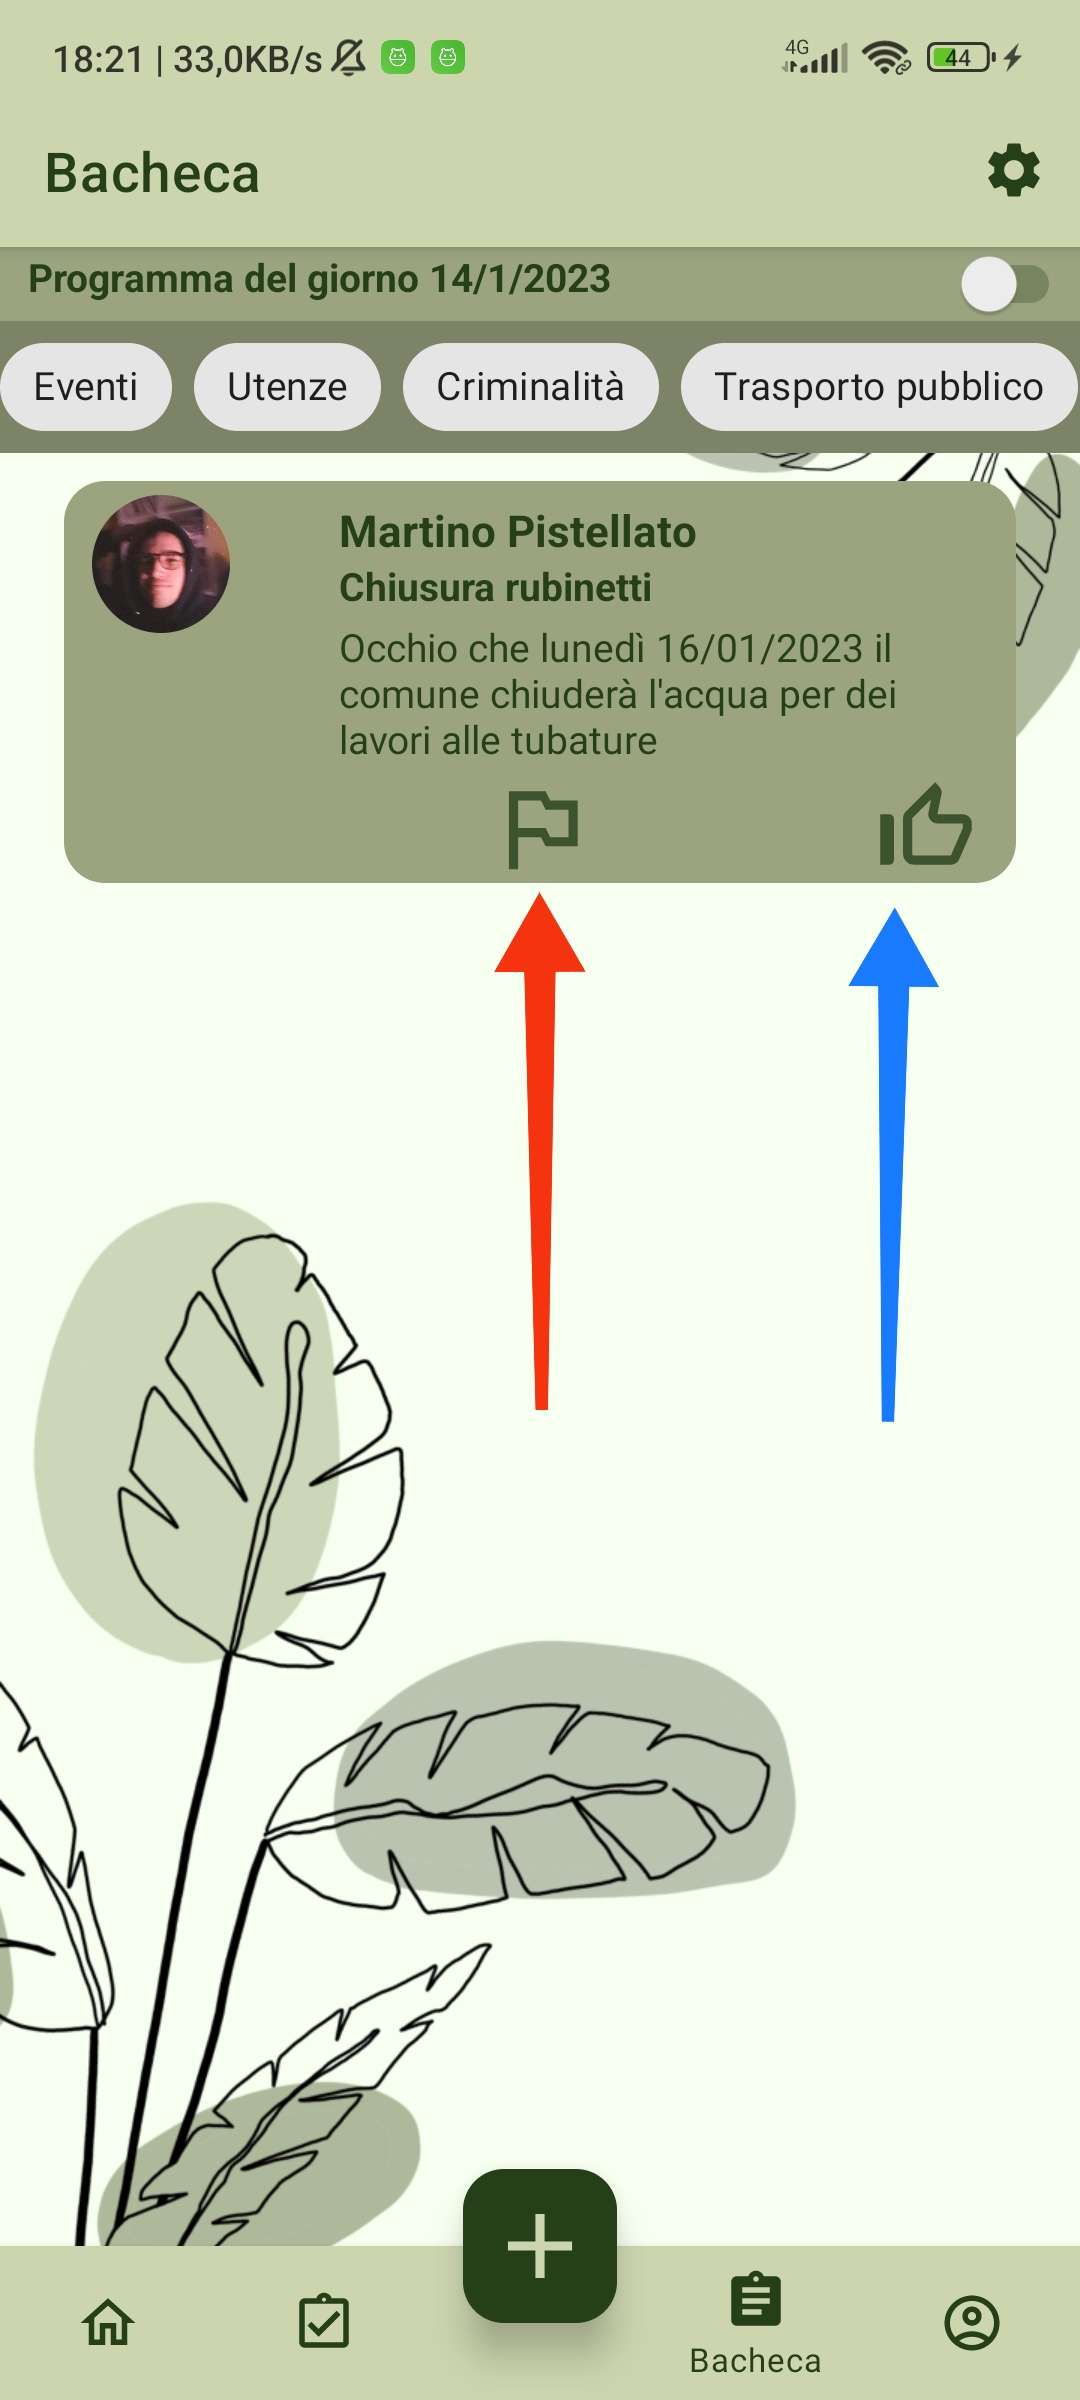 18:21 | 33,0KB/s
4G
44
Bacheca
Programma del giorno 14/1/2023
Eventi
Utenze
Criminalità
Trasporto pubblico
Martino Pistellato
Chiusura rubinetti
Occhio che lunedì 16/01/2023 il
comune chiuderà l'acqua per dei
lavori alle tubature
Bacheca